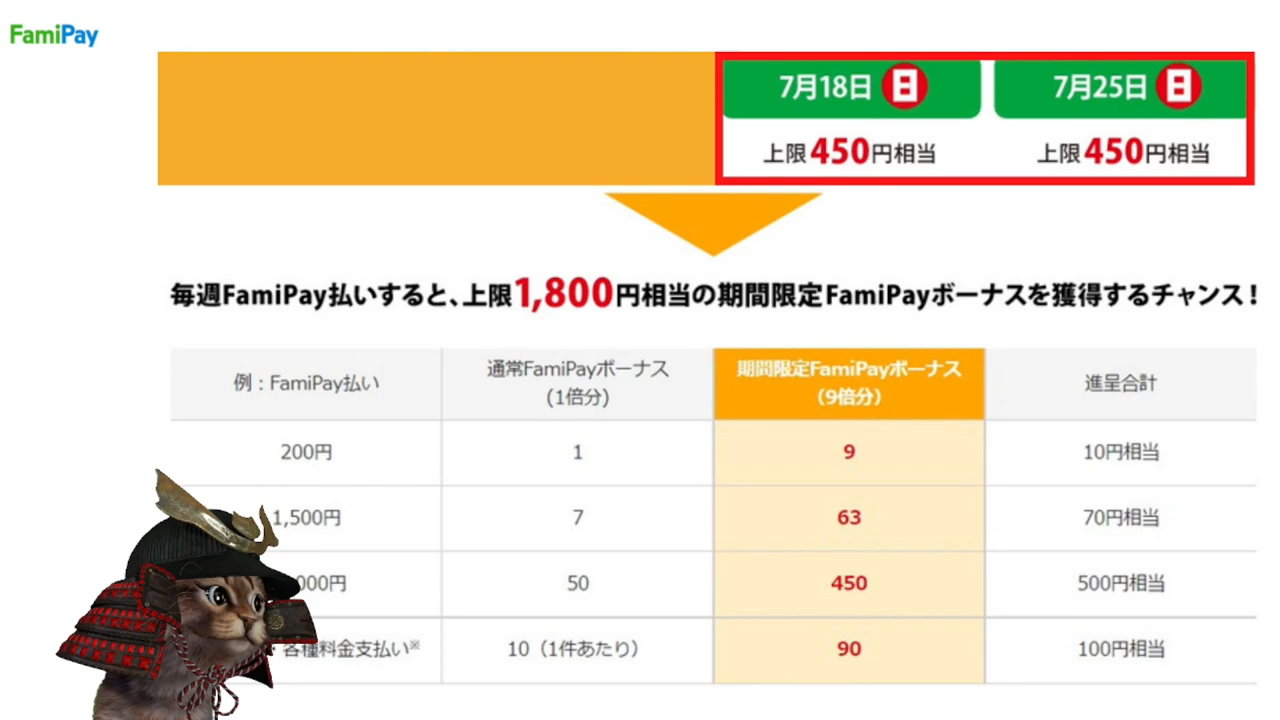 FamiPay
7月18日 日
7月25日 日
上限450円相当
上限450円相当
毎週FamiPay払いすると、上限1,800円相当の期間限定FamiPayボーナスを獲得するチャンス！
例：FamiPay払い
通常FamiPayボーナス
(1倍分)
期間限定FamiPayボーナス
（9倍分）
進呈合計
200円
1
9
10円相当
1,500円
7
63
70円相当
000円
50
450
500円相当
各種料金支払い※
10（1件あたり）
90
100円相当